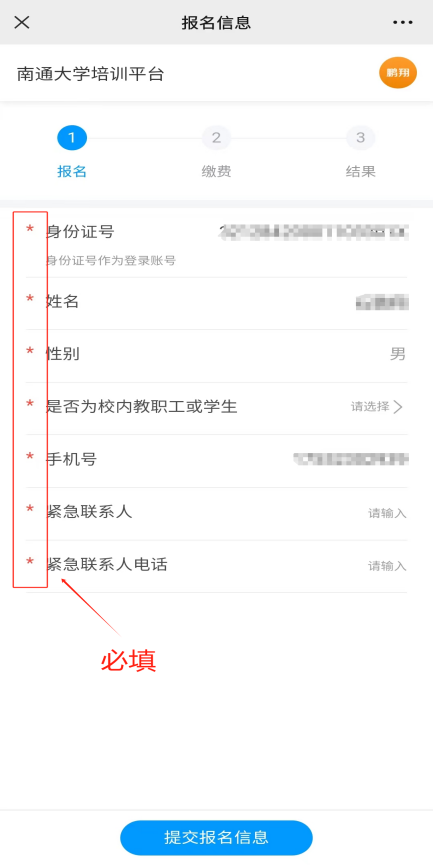 报名信息
南通大学培训平台
鹏翔
1
2
3
报名
缴费
结果
* 身份证号
身份证号作为登录账号
* 姓名
* 性别 男
* 是否为校内教职工或学生 请选择
* 手机号
* 紧急联系人 请输入
* 紧急联系人电话 请输入
必填
提交报名信息